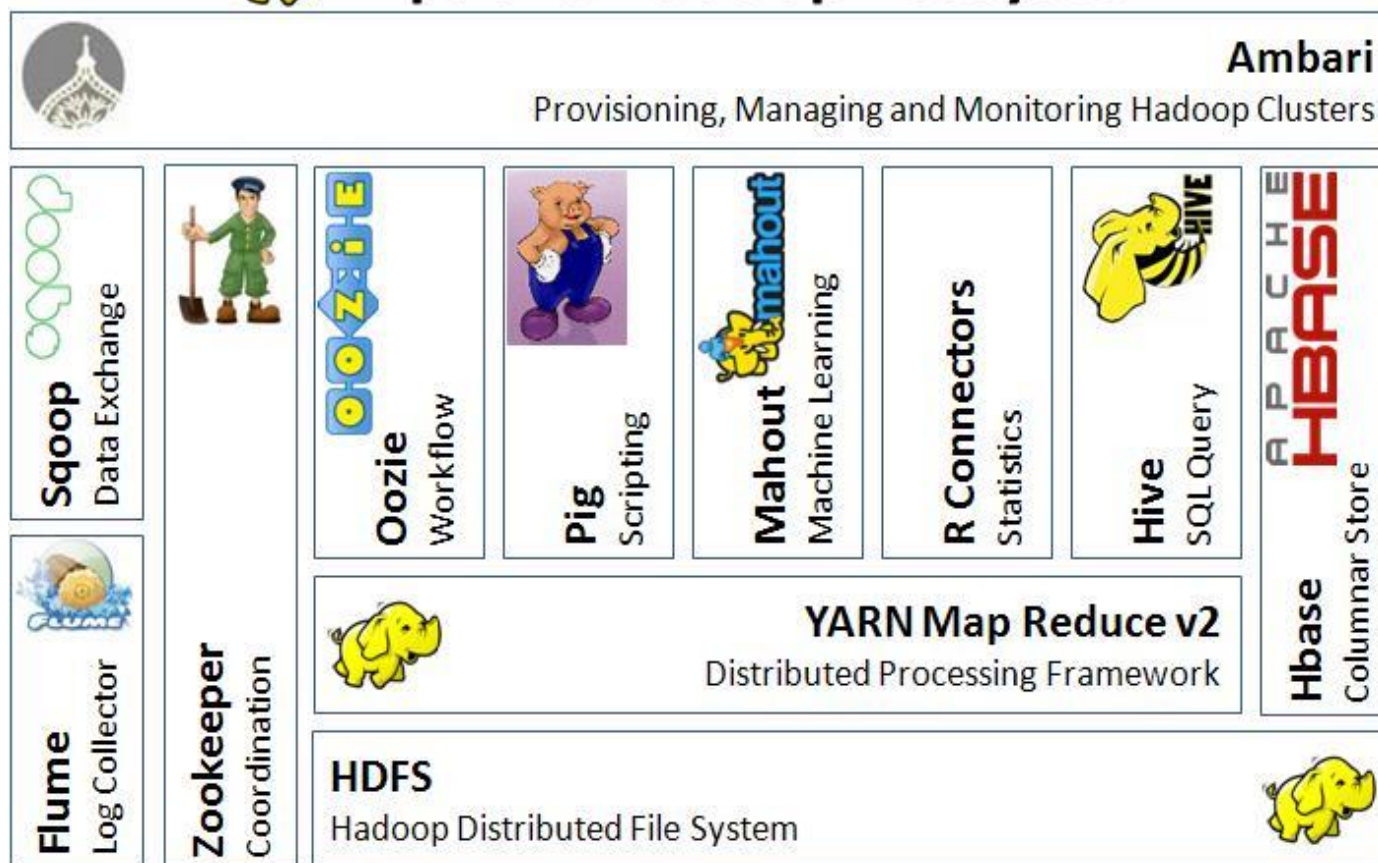 Ambari
Provisioning, Managing and Monitoring Hadoop Clusters
sqoop
Sqoop
Data Exchange
FLUME
Flume
Log Collector
Zookeeper
Coordination
OOZIE
Oozie
Workflow
Pig
Scripting
mahout
Mahout
Machine Learning
R Connectors
Statistics
HIVE
Hive
SQL Query
APACHE
HBASE
Hbase
Columnar Store
YARN Map Reduce v2
Distributed Processing Framework
HDFS
Hadoop Distributed File System